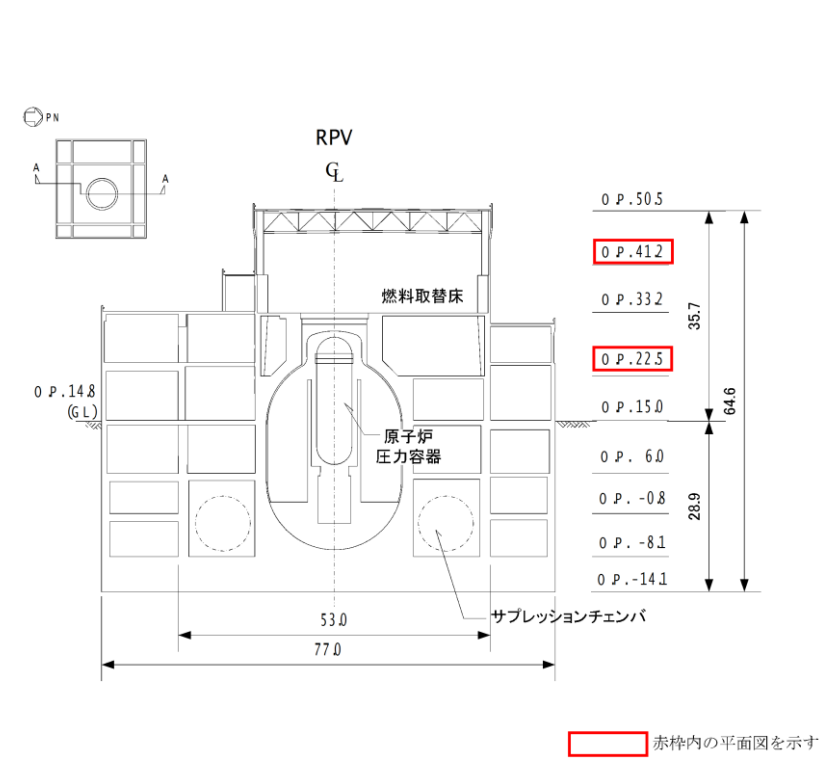 PN
RPV
CL
A
A
O.P.50.5
O.P.41.2
燃料取替床
O.P.33.2
35.7
O.P.22.5
O.P.14.8
(GL)
64.6
O.P.15.0
原子炉
圧力容器
O.P. 6.0
O.P. -0.8
28.9
O.P. -8.1
O.P.-14.1
サプレッションチェンバ
53.0
77.0
赤枠内の平面図を示す